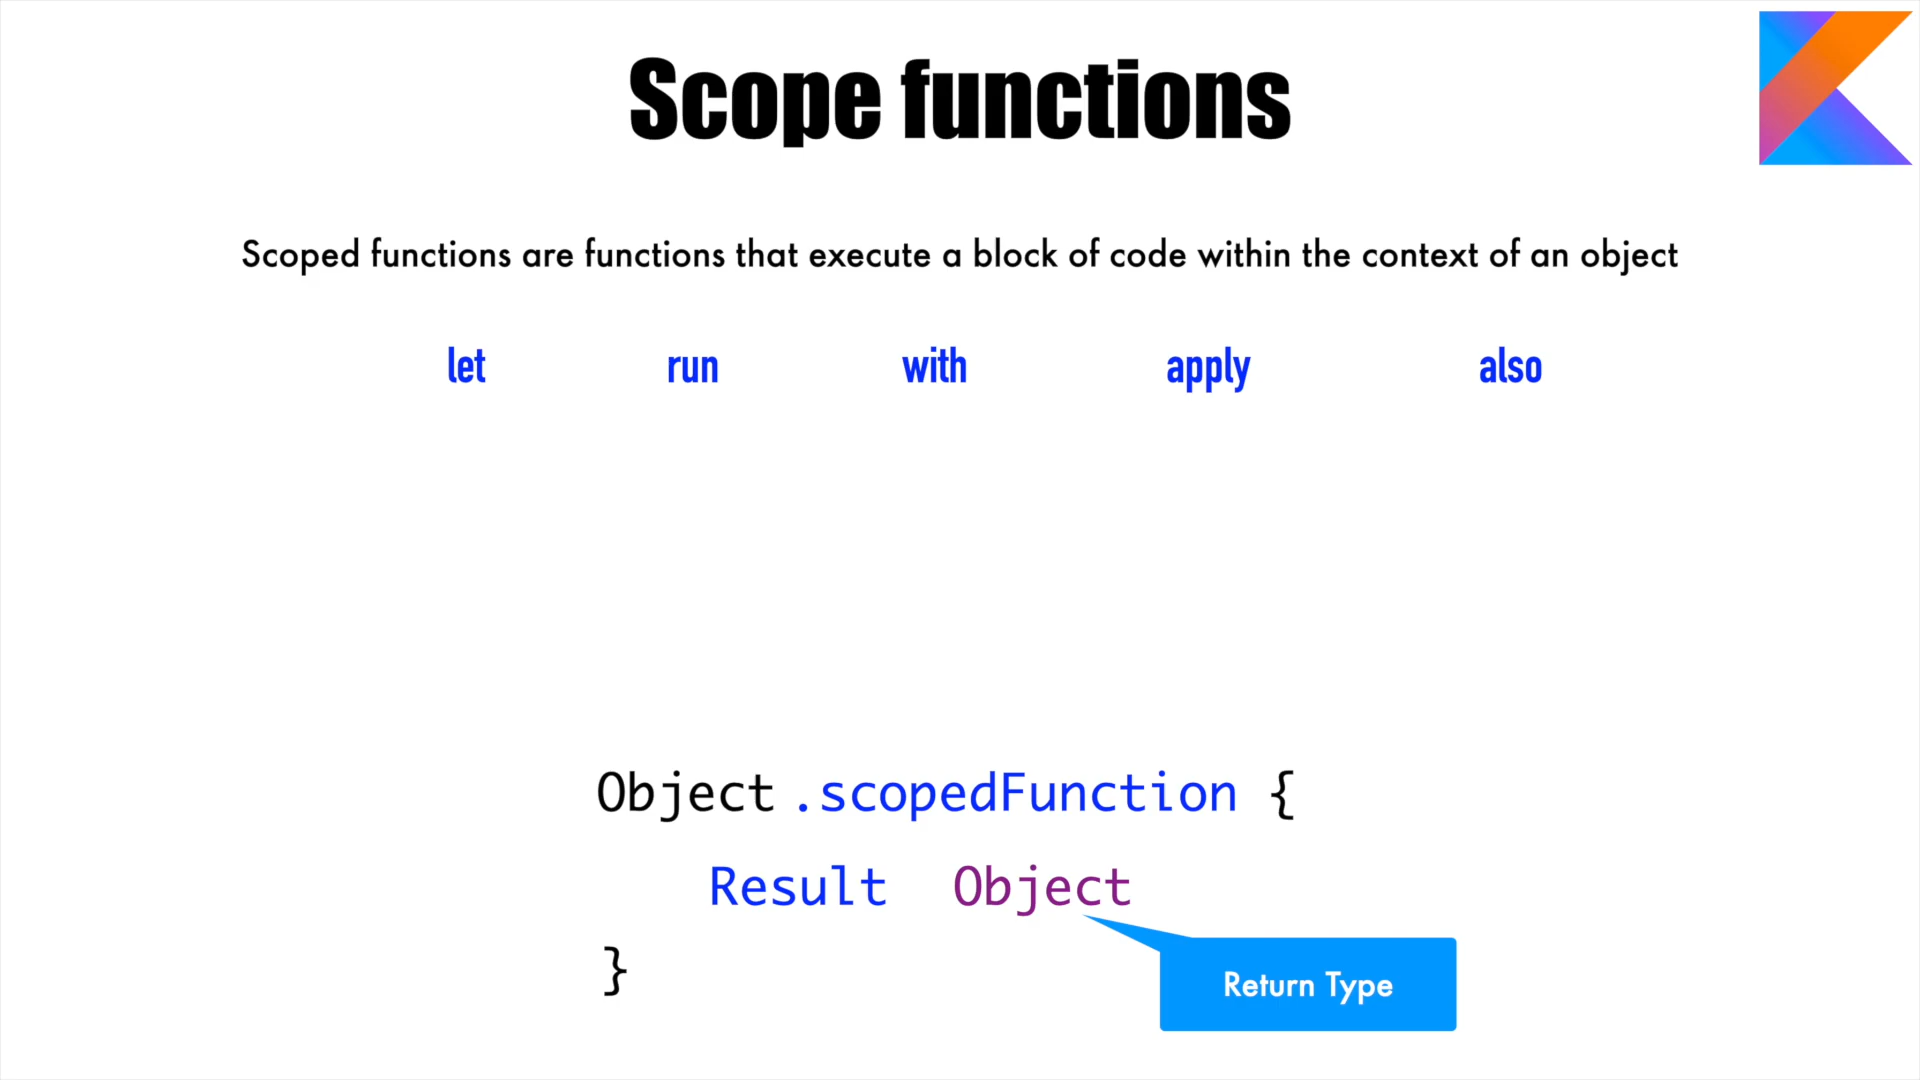 Scope functions
Scoped functions are functions that execute a block of code within the context of an object
let run with apply also
Object .scopedFunction {
Result Object
}
Return Type